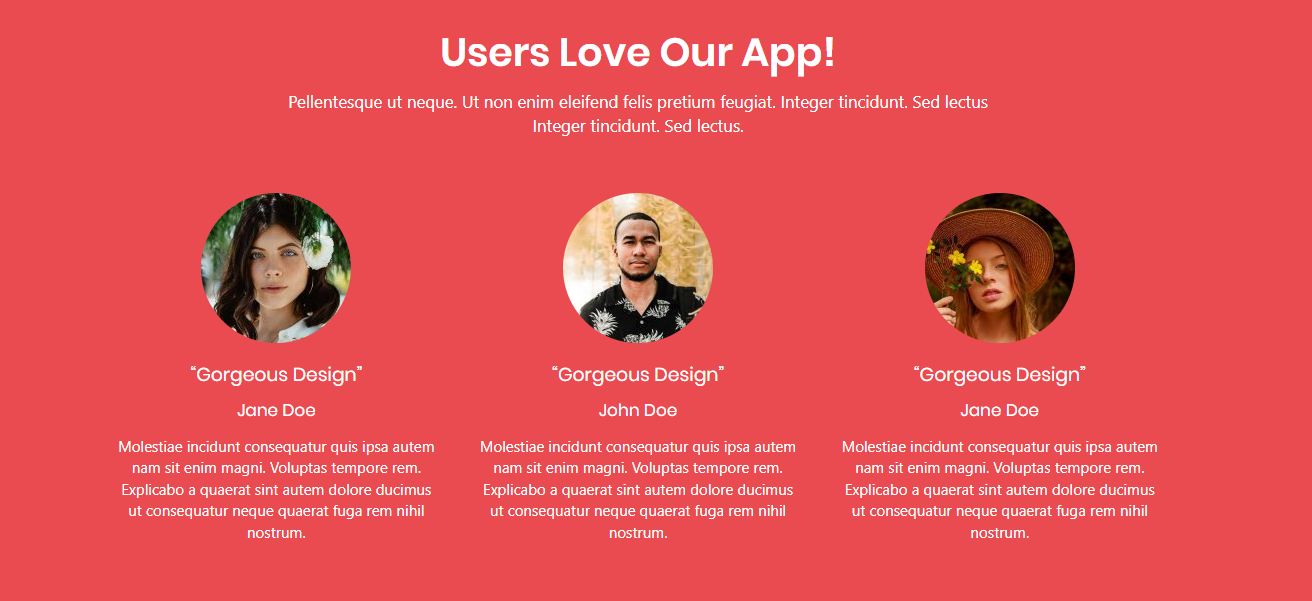 Users Love Our App!
Pellentesque ut neque. Ut non enim eleifend felis pretium feugiat. Integer tincidunt. Sed lectus
Integer tincidunt. Sed lectus.
“Gorgeous Design”
Jane Doe
Molestiae incidunt consequatur quis ipsa autem
nam sit enim magni. Voluptas tempore rem.
Explicabo a quaerat sint autem dolore ducimus
ut consequatur neque quaerat fuga rem nihil
nostrum.
“Gorgeous Design”
John Doe
Molestiae incidunt consequatur quis ipsa autem
nam sit enim magni. Voluptas tempore rem.
Explicabo a quaerat sint autem dolore ducimus
ut consequatur neque quaerat fuga rem nihil
nostrum.
“Gorgeous Design”
Jane Doe
Molestiae incidunt consequatur quis ipsa autem
nam sit enim magni. Voluptas tempore rem.
Explicabo a quaerat sint autem dolore ducimus
ut consequatur neque quaerat fuga rem nihil
nostrum.